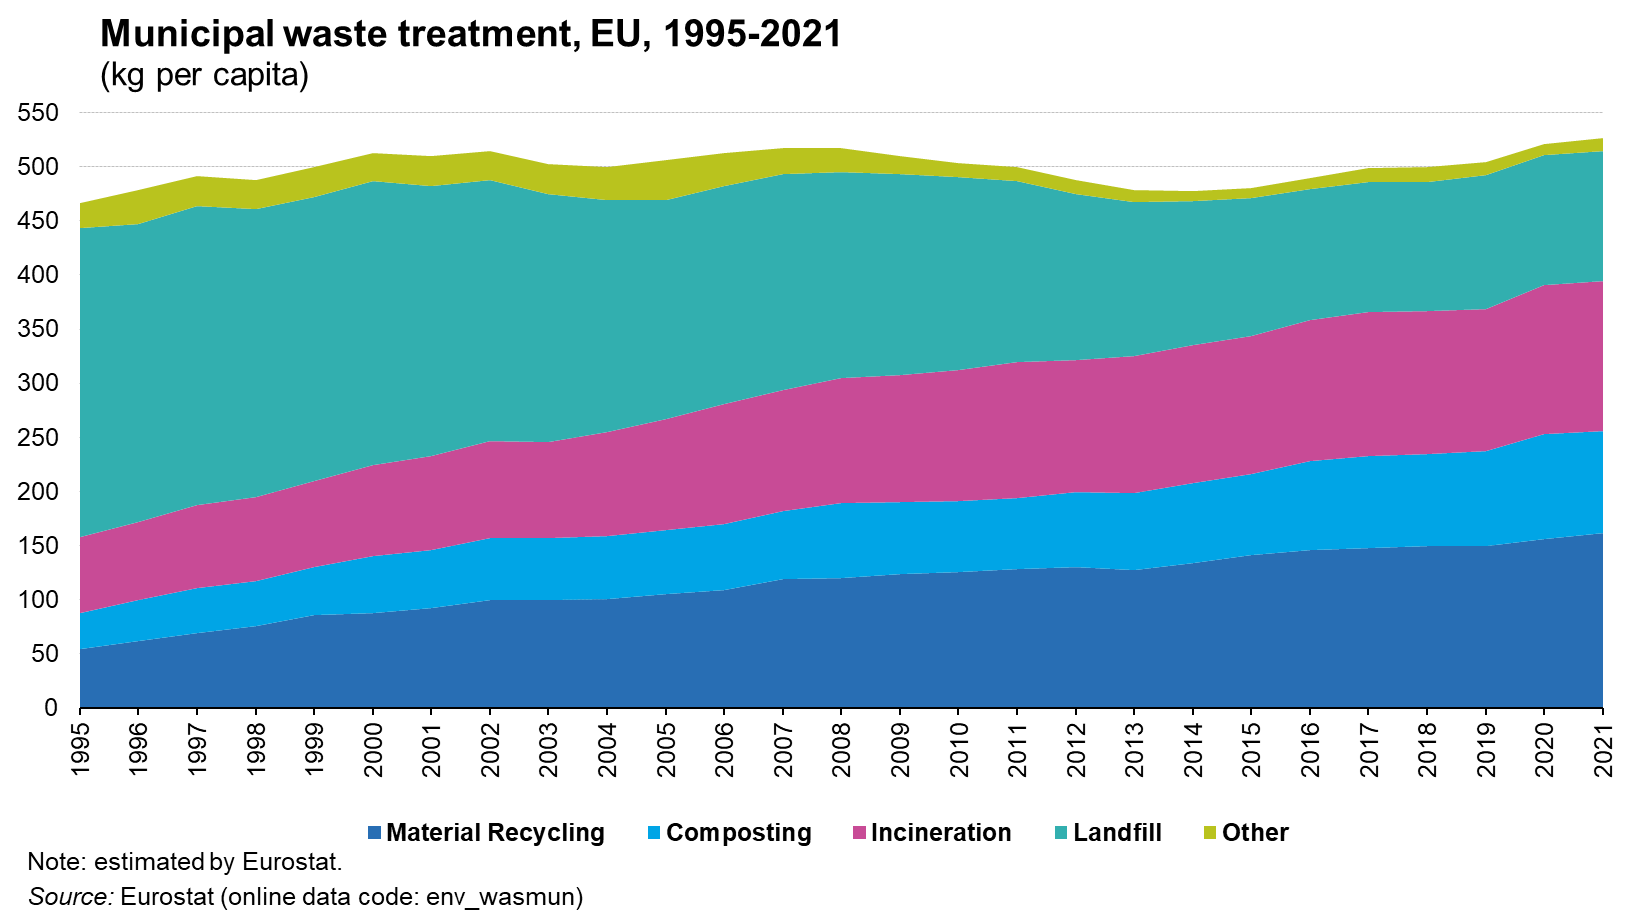 Municipal waste treatment, EU, 1995-2021
(kg per capita)
550
500
450
400
350
300
250
200
150
100
50
0
1995 1996 1997 1998 1999 2000 2001 2002 2003 2004 2005 2006 2007 2008 2009 2010 2011 2012 2013 2014 2015 2016 2017 2018 2019 2020 2021
Material Recycling Composting Incineration Landfill Other
Note: estimated by Eurostat.
Source: Eurostat (online data code: env_wasmun)